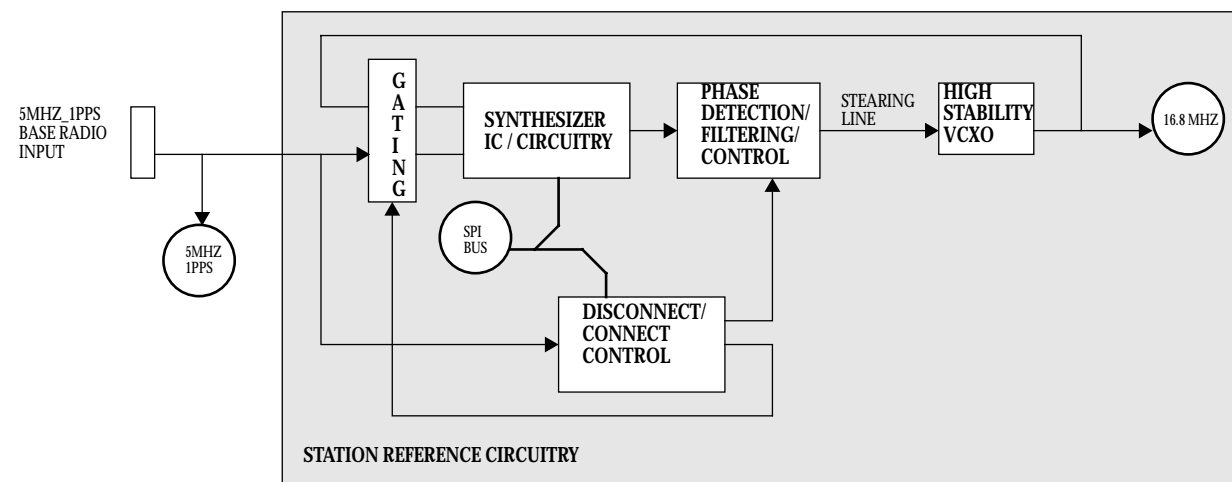 5MHZ_1PPS
BASE RADIO
INPUT
5MHZ
1PPS
G
A
T
I
N
G
SYNTHESIZER
IC / CIRCUITRY
SPI
BUS
PHASE
DETECTION/
FILTERING/
CONTROL
STEARING
LINE
HIGH
STABILITY
VCXO
16.8 MHZ
DISCONNECT/
CONNECT
CONTROL
STATION REFERENCE CIRCUITRY